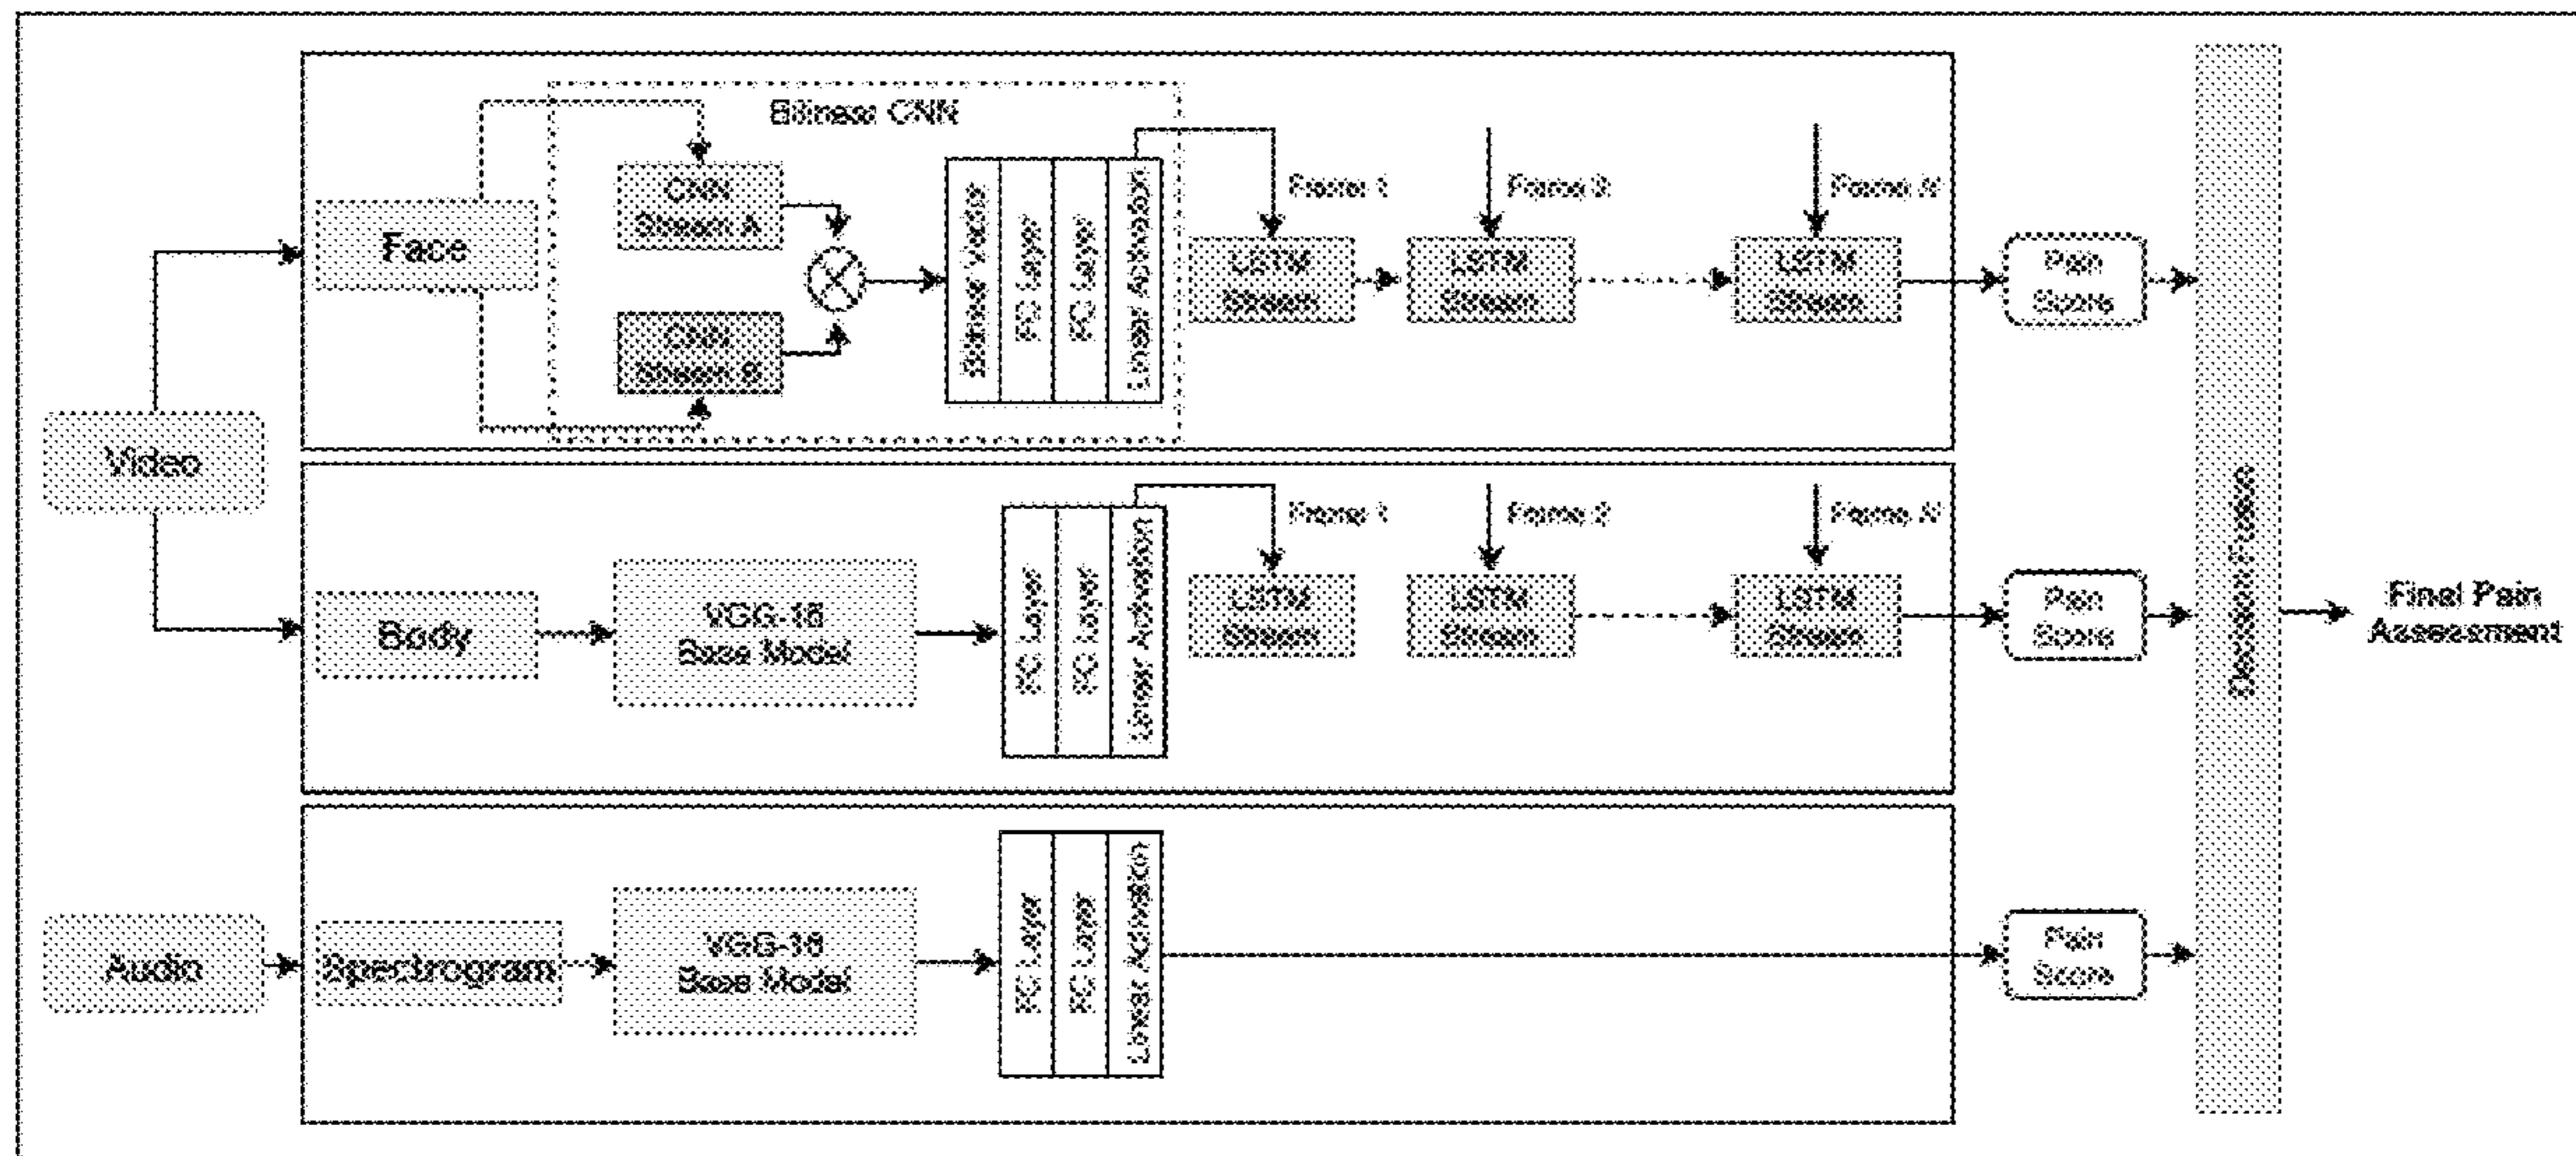 Bilinear CNN
CNN
Stream A
Face
CNN
Stream B
Bilinear Vector
FC Layer
FC Layer
Linear Activation
Frame 1
LSTM
Stream
Frame 2
LSTM
Stream
Frame N
LSTM
Stream
Pain
Score
Video
Body
VGG-16
Base Model
FC Layer
FC Layer
Linear Activation
Frame 1
LSTM
Stream
Frame 2
LSTM
Stream
Frame N
LSTM
Stream
Pain
Score
Audio
Spectrogram
VGG-16
Base Model
FC Layer
FC Layer
Linear Activation
Pain
Score
Decision Fusion
Final Pain
Assessment